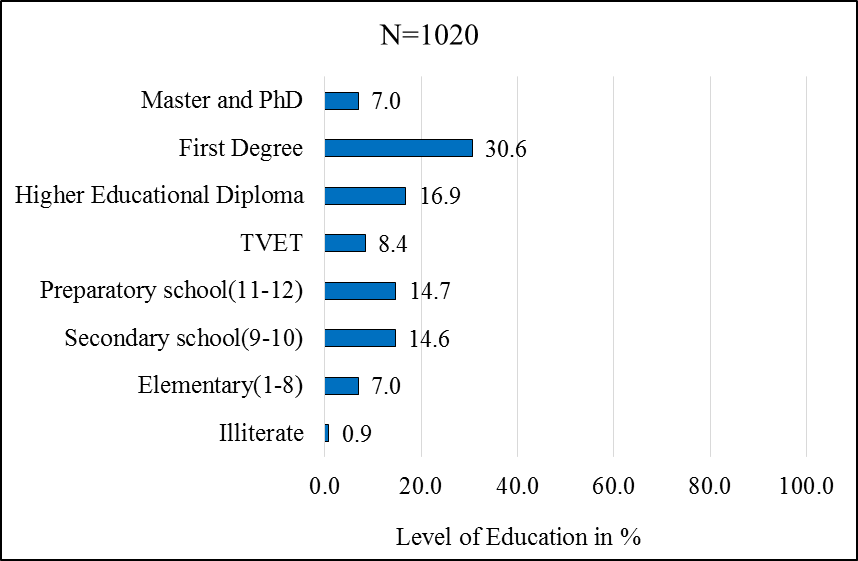 N=1020
Master and PhD 7.0
First Degree 30.6
Higher Educational Diploma 16.9
TVET 8.4
Preparatory school(11-12) 14.7
Secondary school(9-10) 14.6
Elementary(1-8) 7.0
Illiterate 0.9
0.0 20.0 40.0 60.0 80.0 100.0
Level of Education in %